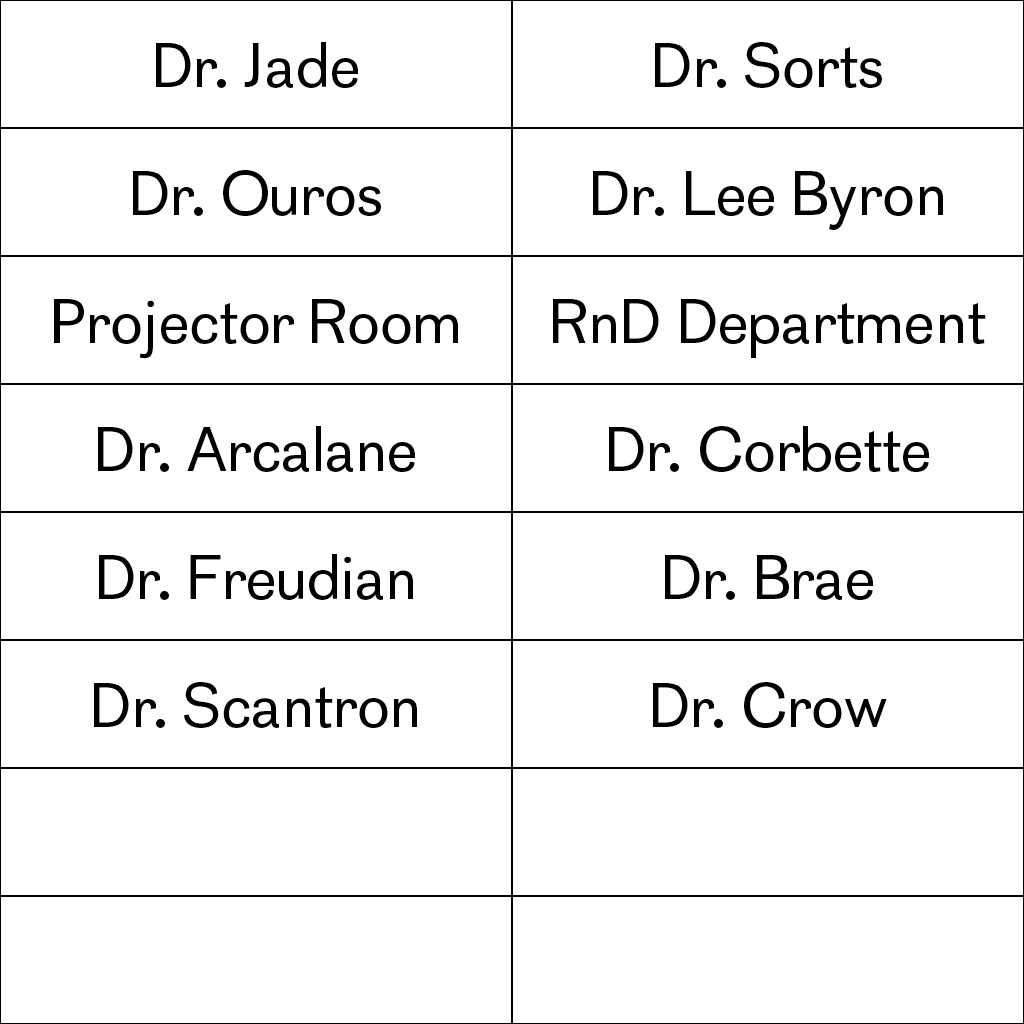 Dr. Jade
Dr. Sorts
Dr. Ouros
Dr. Lee Byron
Projector Room
RnD Department
Dr. Arcalane
Dr. Corbette
Dr. Freudian
Dr. Brae
Dr. Scantron
Dr. Crow